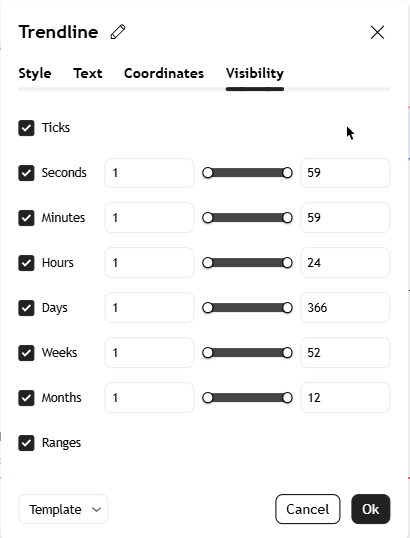 Trendline
Style Text Coordinates Visibility
Ticks
Seconds 1 59
Minutes 1 59
Hours 1 24
Days 1 366
Weeks 1 52
Months 1 12
Ranges
Template Cancel Ok